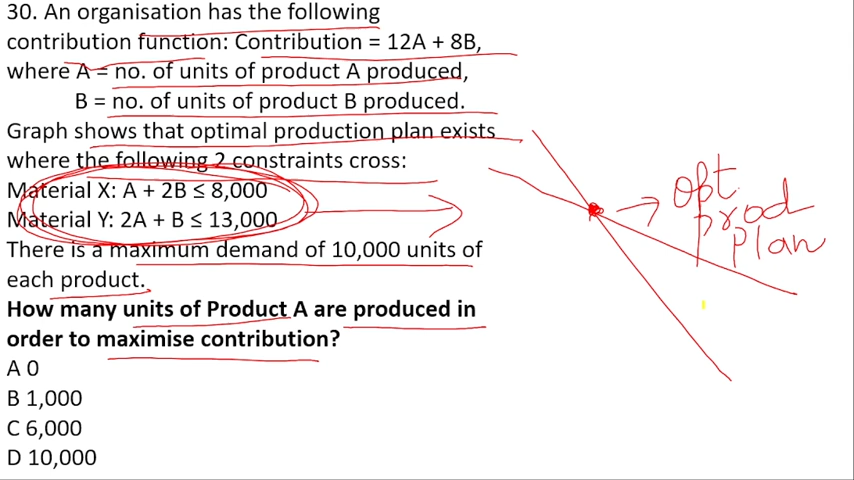 30. An organisation has the following
contribution function: Contribution = 12A + 8B,
where A = no. of units of product A produced,
B = no. of units of product B produced.
Graph shows that optimal production plan exists
where the following 2 constraints cross:
Material X: A + 2B ≤ 8,000
Material Y: 2A + B ≤ 13,000
There is a maximum demand of 10,000 units of
each product.
How many units of Product A are produced in
order to maximise contribution?
A 0
B 1,000
C 6,000
D 10,000
opt
prod
plan